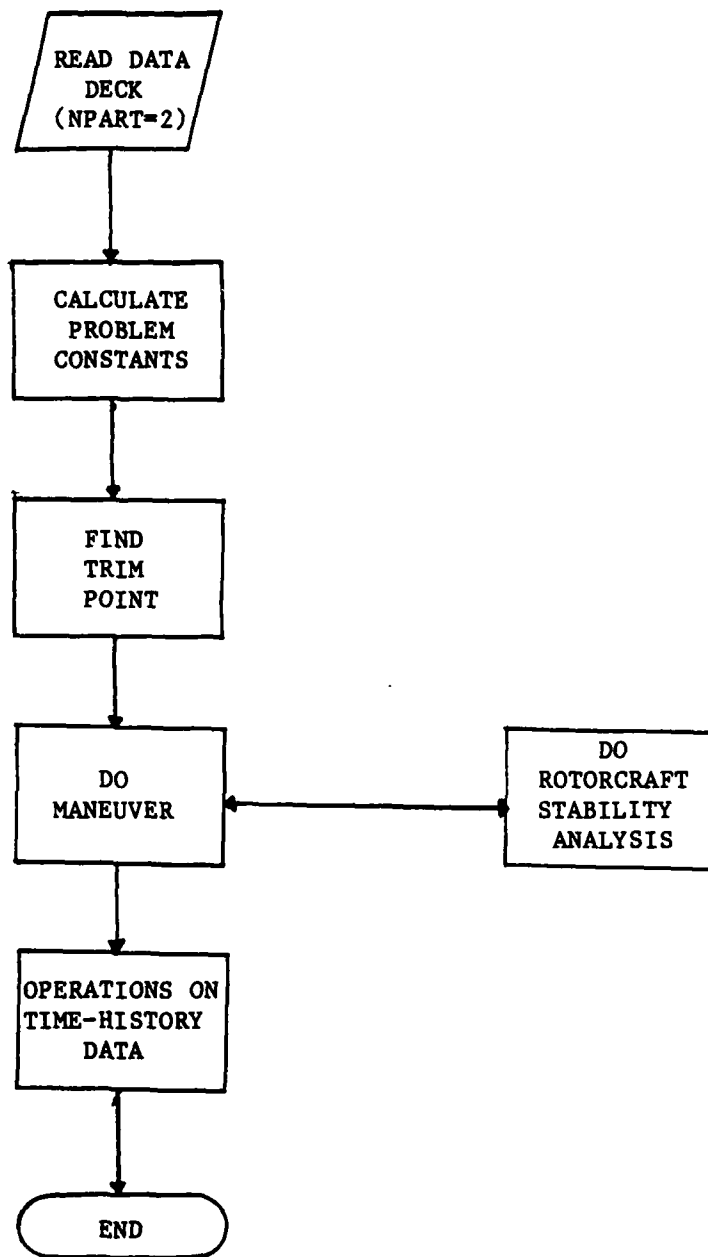 READ DATA
DECK
(NPART=2)
CALCULATE
PROBLEM
CONSTANTS
FIND
TRIM
POINT
DO
MANEUVER
DO
ROTORCRAFT
STABILITY
ANALYSIS
OPERATIONS ON
TIME-HISTORY
DATA
END